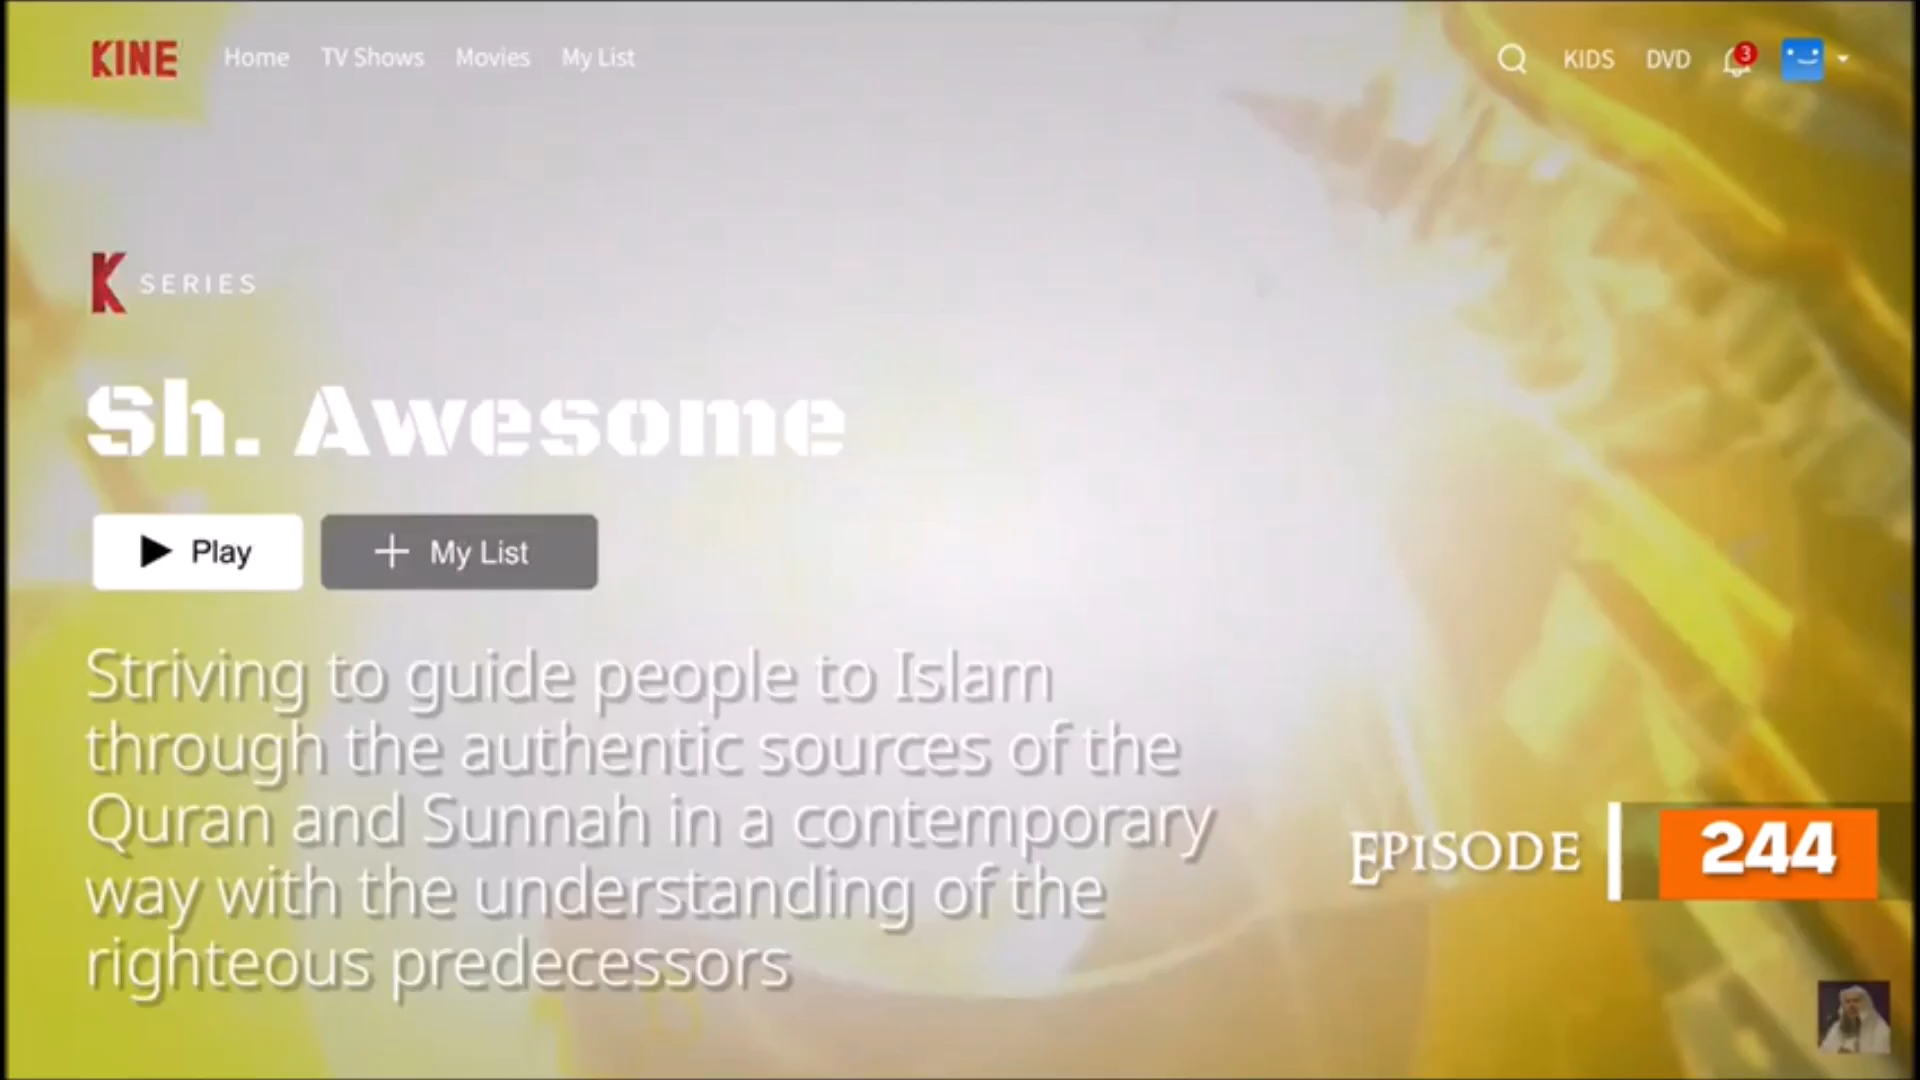 KINE Home TV Shows Movies My List KIDS DVD 3
K SERIES
Sh. Awesome
Play My List
Striving to guide people to Islam
through the authentic sources of the
Quran and Sunnah in a contemporary
way with the understanding of the
righteous predecessors
EPISODE 244